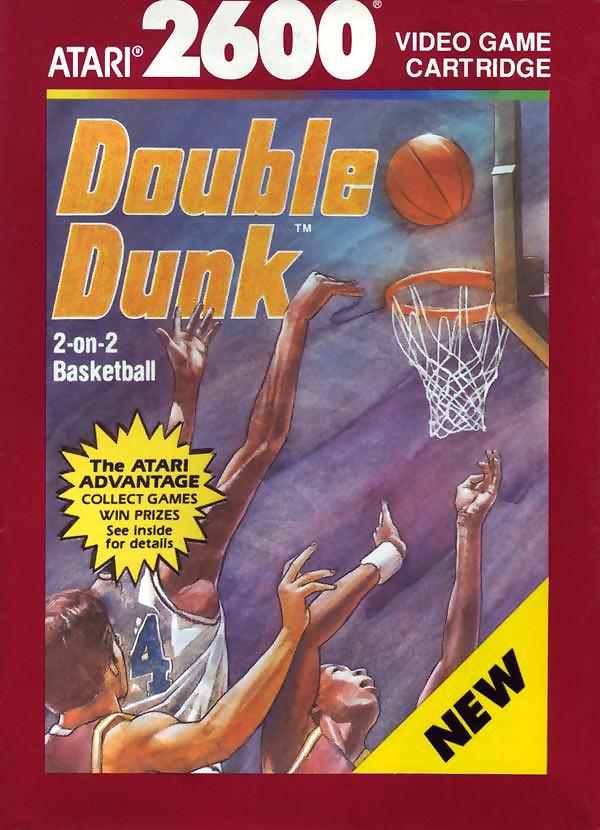 ATARI® 2600® VIDEO GAME
CARTRIDGE
Double
Dunk™
2-on-2
Basketball
The ATARI
ADVANTAGE
COLLECT GAMES
WIN PRIZES
See inside
for details
4
NEW